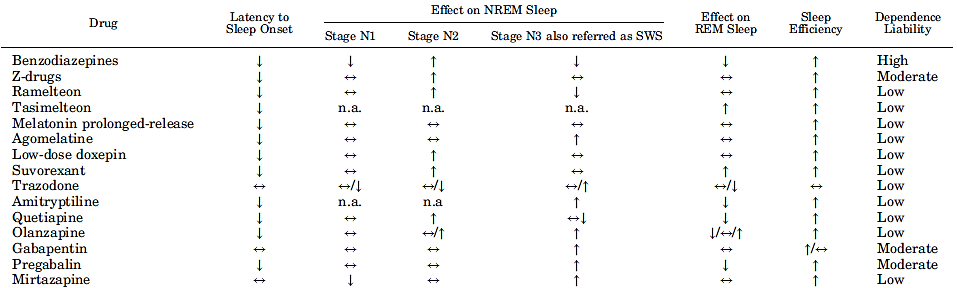 Drug Latency to Sleep Onset Effect on NREM Sleep Effect on REM Sleep Sleep Efficiency Dependence Liability
Stage N1 Stage N2 Stage N3 also referred as SWS
Benzodiazepines ↓ ↓ ↑ ↓ ↓ ↑ High
Z-drugs ↓ ↔ ↑ ↔ ↔ ↑ Moderate
Ramelteon ↓ ↔ ↑ ↓ ↔ ↑ Low
Tasimelteon ↓ n.a. n.a. n.a. ↑ ↑ Low
Melatonin prolonged-release ↓ ↔ ↔ ↔ ↔ ↑ Low
Agomelatine ↓ ↔ ↔ ↑ ↔ ↑ Low
Low-dose doxepin ↓ ↔ ↑ ↔ ↔ ↑ Low
Suvorexant ↓ ↔ ↑ ↔ ↑ ↑ Low
Trazodone ↔ ↔/↓ ↔/↓ ↔/↑ ↔/↓ ↔ Low
Amitryptiline ↓ n.a. n.a ↑ ↓ ↑ Low
Quetiapine ↓ ↔ ↑ ↔↓ ↓ ↑ Low
Olanzapine ↓ ↔ ↔/↑ ↑ ↓/↔/↑ ↑ Low
Gabapentin ↔ ↔ ↔ ↑ ↔ ↑/↔ Moderate
Pregabalin ↓ ↔ ↔ ↑ ↓ ↑ Moderate
Mirtazapine ↔ ↓ ↔ ↑ ↔ ↑ Low